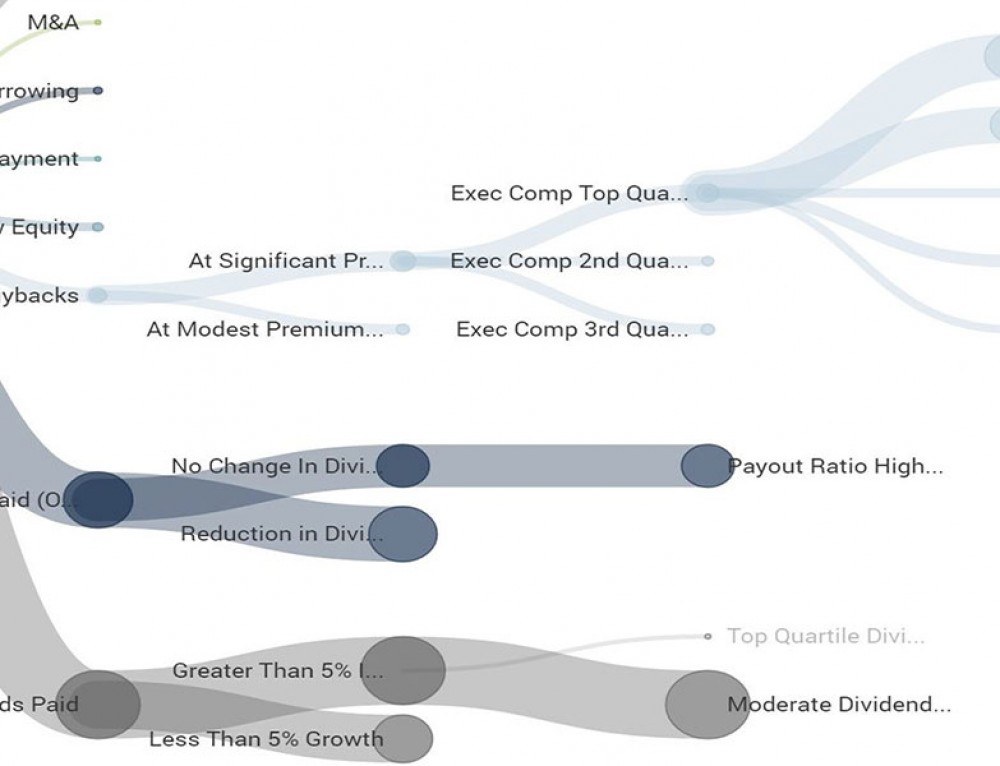 M&A
rrowing
ayment
Equity
Exec Comp Top Qua...
At Significant Pr...
Exec Comp 2nd Qua...
ybacks
At Modest Premium...
Exec Comp 3rd Qua...
No Change In Divi...
Payout Ratio High...
aid (O...
Reduction in Divi...
Top Quartile Divi...
Greater Than 5% I...
ds Paid
Moderate Dividend...
Less Than 5% Growth